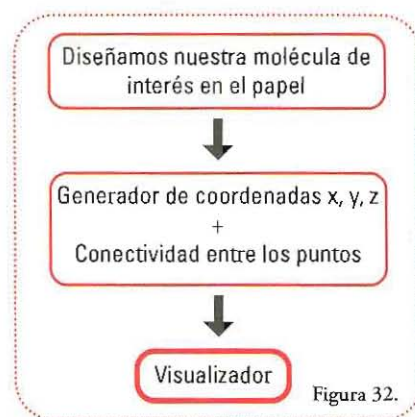 Diseñamos nuestra molécula de
interés en el papel
Generador de coordenadas x, y, z
+
Conectividad entre los puntos
Visualizador
Figura 32.